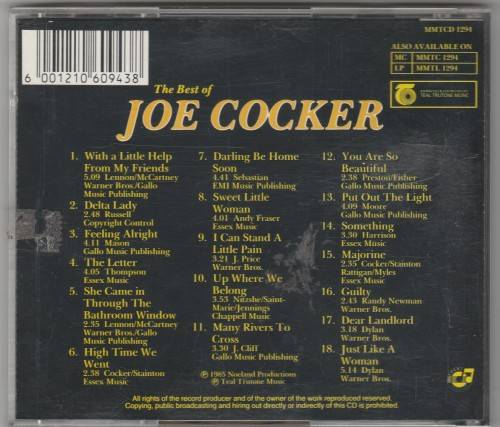 MMTCD 1294
ALSO AVAILABLE ON
MC MMTC 1294
LP MMTL 1294
TEAL TRUTONE MUSIC
6 001210 609438
The Best of
JOE COCKER
1. With a Little Help
From My Friends
5.09 Lennon/McCartney
Warner Bros./Gallo
Music Publishing
2. Delta Lady
2.48 Russell
Copyright Control
3. Feeling Alright
4.11 Mason
Gallo Music Publishing
4. The Letter
4.05 Thompson
Essex Music
5. She Came in
Through The
Bathroom Window
2.35 Lennon/McCartney
Warner Bros./Gallo
Music Publishing
6. High Time We
Went
2.38 Cocker/Stainton
Essex Music
7. Darling Be Home
Soon
4.41 Sebastian
EMI Music Publishing
8. Sweet Little
Woman
4.01 Andy Fraser
Essex Music
9. I Can Stand A
Little Pain
3.21 J. Price
Warner Bros.
10. Up Where We
Belong
3.53 Nitzshe/Saint-
Marie/Jennings
Chappell Music
11. Many Rivers To
Cross
3.30 J. Cliff
Gallo Music Publishing
℗ 1985 Noeland Productions
© Teal Trutone Music
12. You Are So
Beautiful
2.38 Preston/Fisher
Gallo Music Publishing
13. Put Out The Light
4.09 Moore
Gallo Music Publishing
14. Something
3.30 Harrison
Essex Music
15. Majorine
2.35 Cocker/Stainton
Rattigan/Myles
Essex Music
16. Guilty
2.43 Randy Newman
Warner Bros.
17. Dear Landlord
3.18 Dylan
Warner Bros.
18. Just Like A
Woman
5.14 Dylan
Warner Bros.
All rights of the record producer and of the owner of the work reproduced reserved.
Copying, public broadcasting and hiring out directly or indirectly of this CD is prohibited.